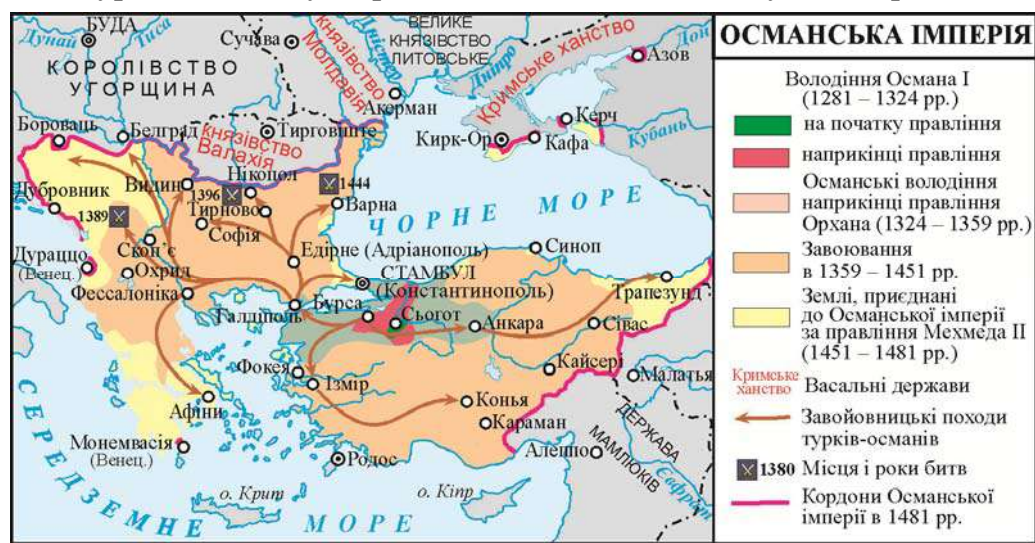 БУДА
Дунай
Тиса
Сучава
КНЯЗІВСТВО
Молдавія
Дністер
ВЕЛИКЕ
КНЯЗІВСТВО
ЛИТОВСЬКЕ
Дніпро
Кримське ханство
Дон
Азов
КОРОЛІВСТВО
УГОРЩИНА
Акерман
Керч
Кубань
Бороваць
Белград
КНЯЗІВСТВО
Валахія
Тирговіште
Кирк-Ор
Кафа
Дубровник
Видин
1396
Нікопол
1444
1389
Тирново
Варна
ЧОРНЕ МОРЕ
Софія
Дураццо
(Венец.)
Скоп'є
Охрид
Едірне (Адріанополь)
Синоп
СТАМБУЛ
(Константинополь)
Трапезунд
Фессалоніка
Галліполь
Бурса
Сьогот
Анкара
Сівас
Фокея
Ізмір
Кайсері
Малатья
Афіни
Конья
Караман
Монемвасія
(Венец.)
Родос
Алеппо
ДЕРЖАВА
МАМЛЮКІВ
Євфрат
о. Крит
о. Кіпр
СЕРЕДЗЕМНЕ МОРЕ
ОСМАНСЬКА ІМПЕРІЯ
Володіння Османа І
(1281 – 1324 рр.)
на початку правління
наприкінці правління
Османські володіння
наприкінці правління
Орхана (1324 – 1359 рр.)
Завоювання
в 1359 – 1451 рр.
Землі, приєднані
до Османської імперії
за правління Мехмеда ІІ
(1451 – 1481 рр.)
Кримське
ханство
Васальні держави
Завойовницькі походи
турків-османів
1380 Місця і роки битв
Кордони Османської
імперії в 1481 рр.